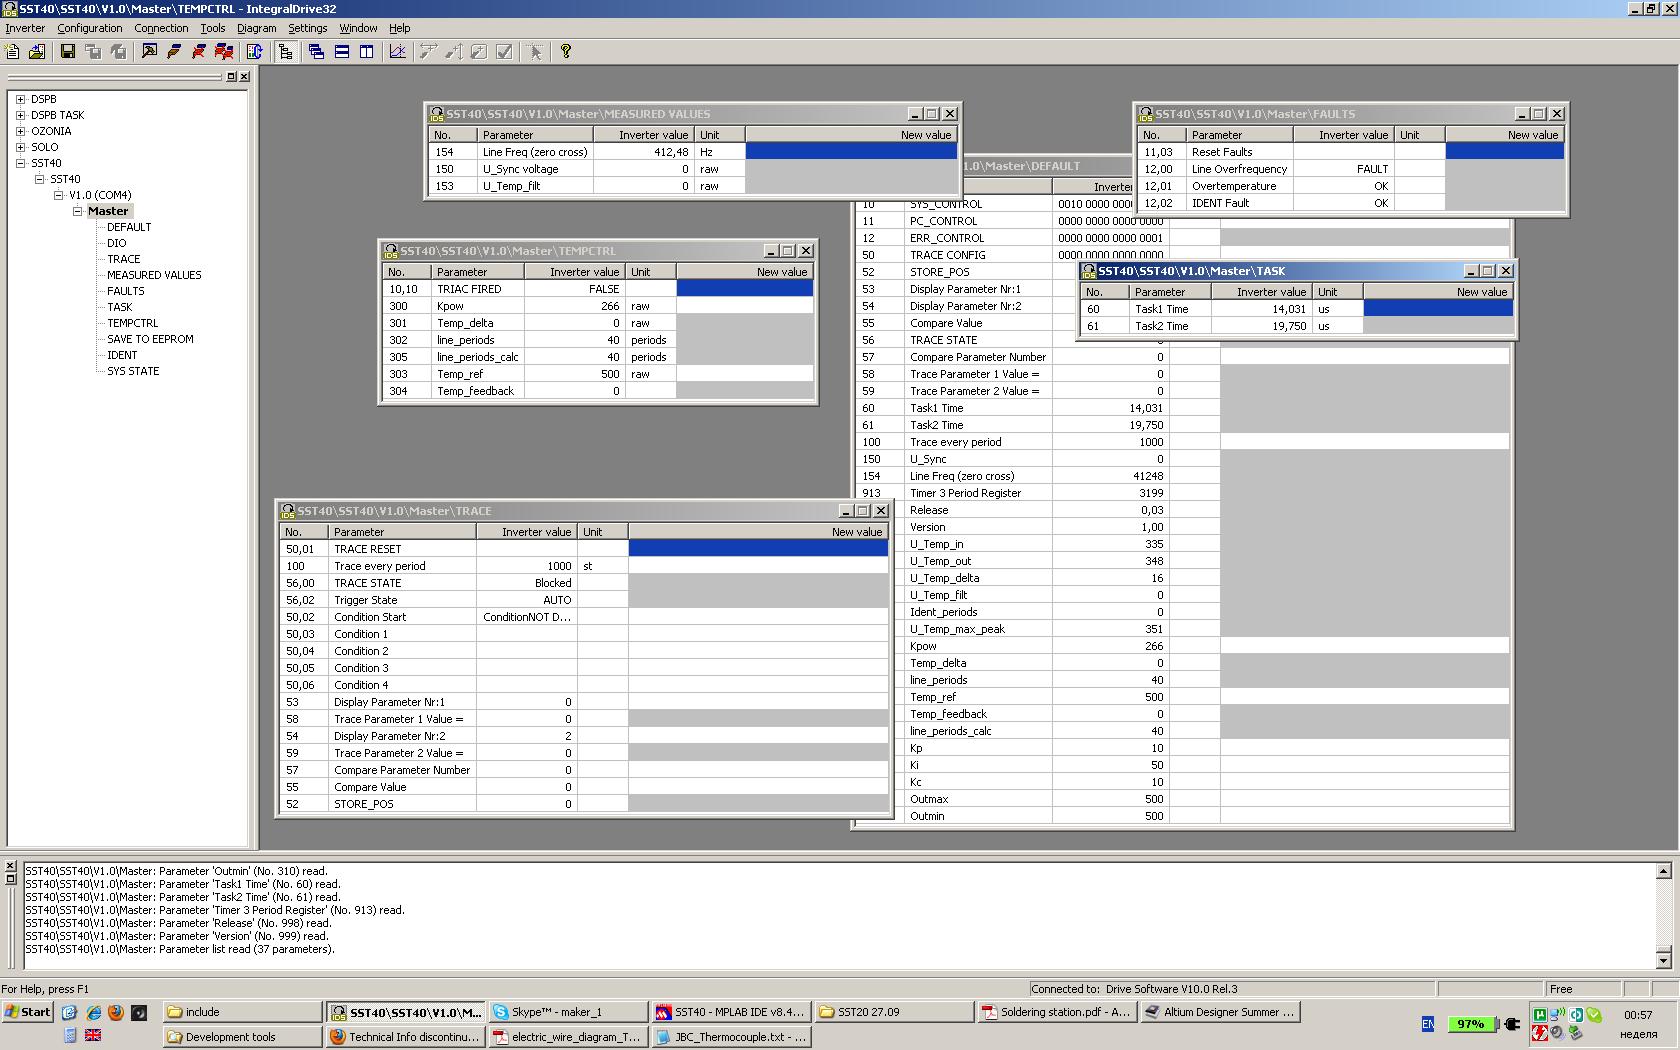 SST40\SST40\V1.0\Master\TEMPCTRL - IntegralDrive32
Inverter Configuration Connection Tools Diagram Settings Window Help
DSPB
DSPB TASK
OZONIA
SOLO
SST40
SST40
V1.0 (COM4)
Master
DEFAULT
DIO
TRACE
MEASURED VALUES
FAULTS
TASK
TEMPCTRL
SAVE TO EEPROM
IDENT
SYS STATE
SST40\SST40\V1.0\Master\MEASURED VALUES
No. Parameter Inverter value Unit New value
154 Line Freq (zero cross) 412,48 Hz
150 U_Sync voltage 0 raw
153 U_Temp_filt 0 raw
SST40\SST40\V1.0\Master\FAULTS
No. Parameter Inverter value Unit New value
11,03 Reset Faults
12,00 Line Overfrequency FAULT
12,01 Overtemperature OK
12,02 IDENT Fault OK
SST40\SST40\V1.0\Master\TEMPCTRL
No. Parameter Inverter value Unit New value
10,10 TRIAC FIRED FALSE
300 Kpow 266 raw
301 Temp_delta 0 raw
302 line_periods 40 periods
305 line_periods_calc 40 periods
303 Temp_ref 500 raw
304 Temp_feedback 0
SST40\SST40\V1.0\Master\TASK
No. Parameter Inverter value Unit New value
60 Task1 Time 14,031 us
61 Task2 Time 19,750 us
1.0\Master\DEFAULT
Inverter
10 SYS_CONTROL 0010 0000 0000
11 PC_CONTROL 0000 0000 0000 0000
12 ERR_CONTROL 0000 0000 0000 0001
50 TRACE CONFIG 0000 0000 0000 0000
52 STORE_POS
53 Display Parameter Nr:1
54 Display Parameter Nr:2
55 Compare Value
56 TRACE STATE
57 Compare Parameter Number 0
58 Trace Parameter 1 Value = 0
59 Trace Parameter 2 Value = 0
60 Task1 Time 14,031
61 Task2 Time 19,750
100 Trace every period 1000
150 U_Sync 0
154 Line Freq (zero cross) 41248
913 Timer 3 Period Register 3199
Release 0,03
Version 1,00
U_Temp_in 335
U_Temp_out 348
U_Temp_delta 16
U_Temp_filt 0
Ident_periods 0
U_Temp_max_peak 351
Kpow 266
Temp_delta 0
line_periods 40
Temp_ref 500
Temp_feedback 0
line_periods_calc 40
Kp 10
Ki 50
Kc 10
Outmax 500
Outmin 500
SST40\SST40\V1.0\Master\TRACE
No. Parameter Inverter value Unit New value
50,01 TRACE RESET
100 Trace every period 1000 st
56,00 TRACE STATE Blocked
56,02 Trigger State AUTO
50,02 Condition Start ConditionNOT D...
50,03 Condition 1
50,04 Condition 2
50,05 Condition 3
50,06 Condition 4
53 Display Parameter Nr:1 0
58 Trace Parameter 1 Value = 0
54 Display Parameter Nr:2 2
59 Trace Parameter 2 Value = 0
57 Compare Parameter Number 0
55 Compare Value 0
52 STORE_POS 0
SST40\SST40\V1.0\Master: Parameter 'Outmin' (No. 310) read.
SST40\SST40\V1.0\Master: Parameter 'Task1 Time' (No. 60) read.
SST40\SST40\V1.0\Master: Parameter 'Task2 Time' (No. 61) read.
SST40\SST40\V1.0\Master: Parameter 'Timer 3 Period Register' (No. 913) read.
SST40\SST40\V1.0\Master: Parameter 'Release' (No. 998) read.
SST40\SST40\V1.0\Master: Parameter 'Version' (No. 999) read.
SST40\SST40\V1.0\Master: Parameter list read (37 parameters).
For Help, press F1
Connected to: Drive Software V10.0 Rel.3
Free
Start
include
SST40\SST40\V1.0\M...
Skype™ - maker_1
SST40 - MPLAB IDE v8.4...
SST20 27.09
Soldering station.pdf - A...
Altium Designer Summer ...
Development tools
Technical Info discontinu...
electric_wire_diagram_T...
JBC_Thermocouple.txt - ...
EN
97%
00:57
неделя